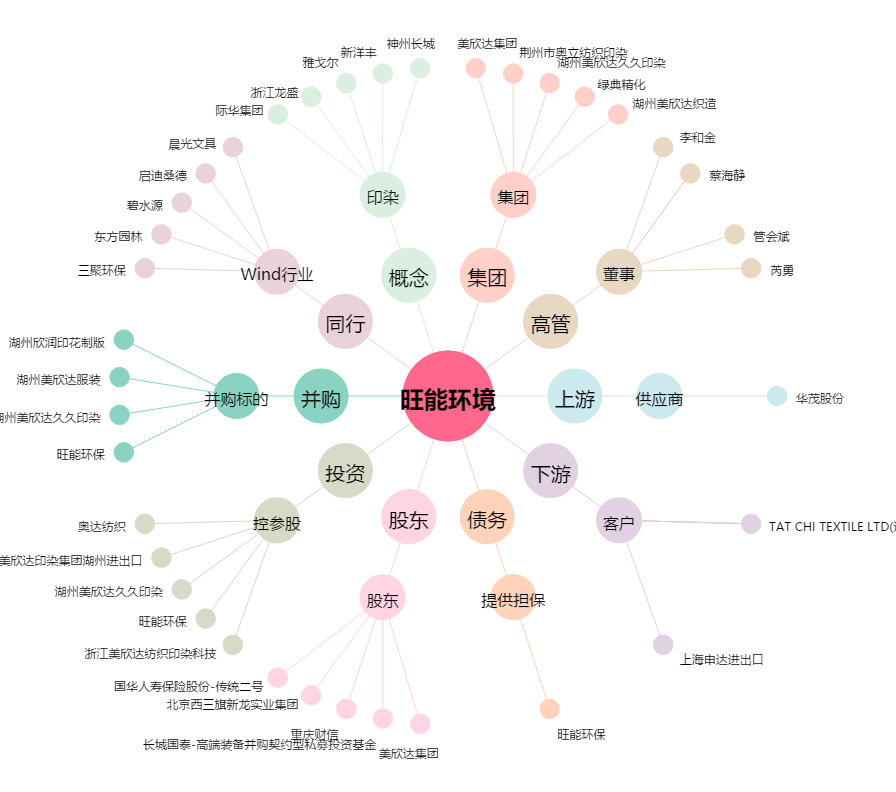 神州长城
美欣达集团
新洋丰
荆州市奥立纺织印染
雅戈尔
湖州美欣达久久印染
浙江龙盛
绿典精化
际华集团
湖州美欣达织造
晨光文具
李和金
启迪桑德
蔡海静
印染
集团
碧水源
东方园林
管会斌
三聚环保
Wind行业
概念
集团
董事
芮勇
同行
高管
湖州欣润印花制版
湖州美欣达服装
并购标的
并购
旺能环境
上游
供应商
华茂股份
湖州美欣达久久印染
旺能环保
投资
下游
奥达纺织
控参股
股东
债务
客户
TAT CHI TEXTILE LTD(
美欣达印染集团湖州进出口
湖州美欣达久久印染
股东
提供担保
旺能环保
浙江美欣达纺织印染科技
上海申达进出口
国华人寿保险股份-传统二号
北京西三旗新龙实业集团
重庆财信
旺能环保
长城国泰-高端装备并购契约型私募投资基金
美欣达集团